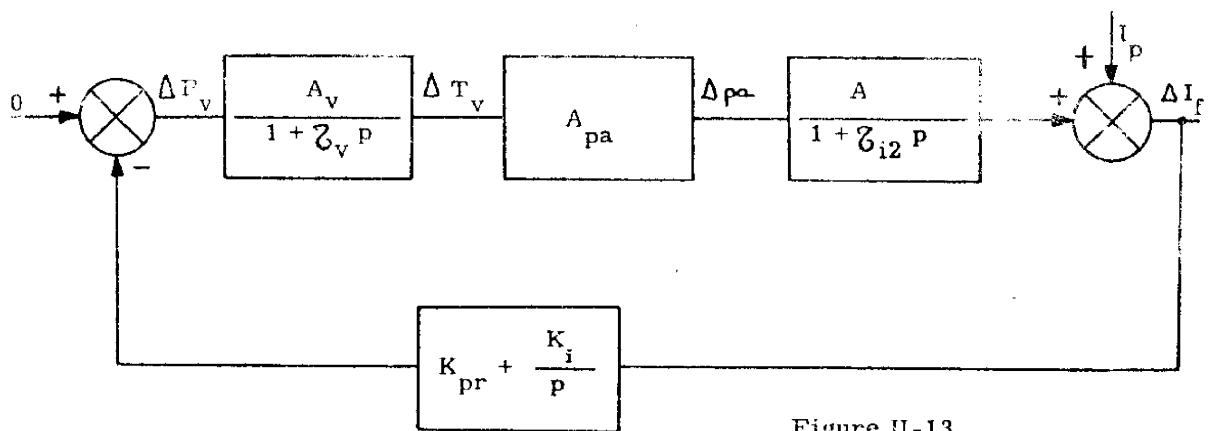 I_p
+
0 + ΔP_v A_v / 1 + τ_v p ΔT_v A_pa Δpa A / 1 + τ_i2 p + ΔI_f
-
K_pr + K_i / p
Figure II-13